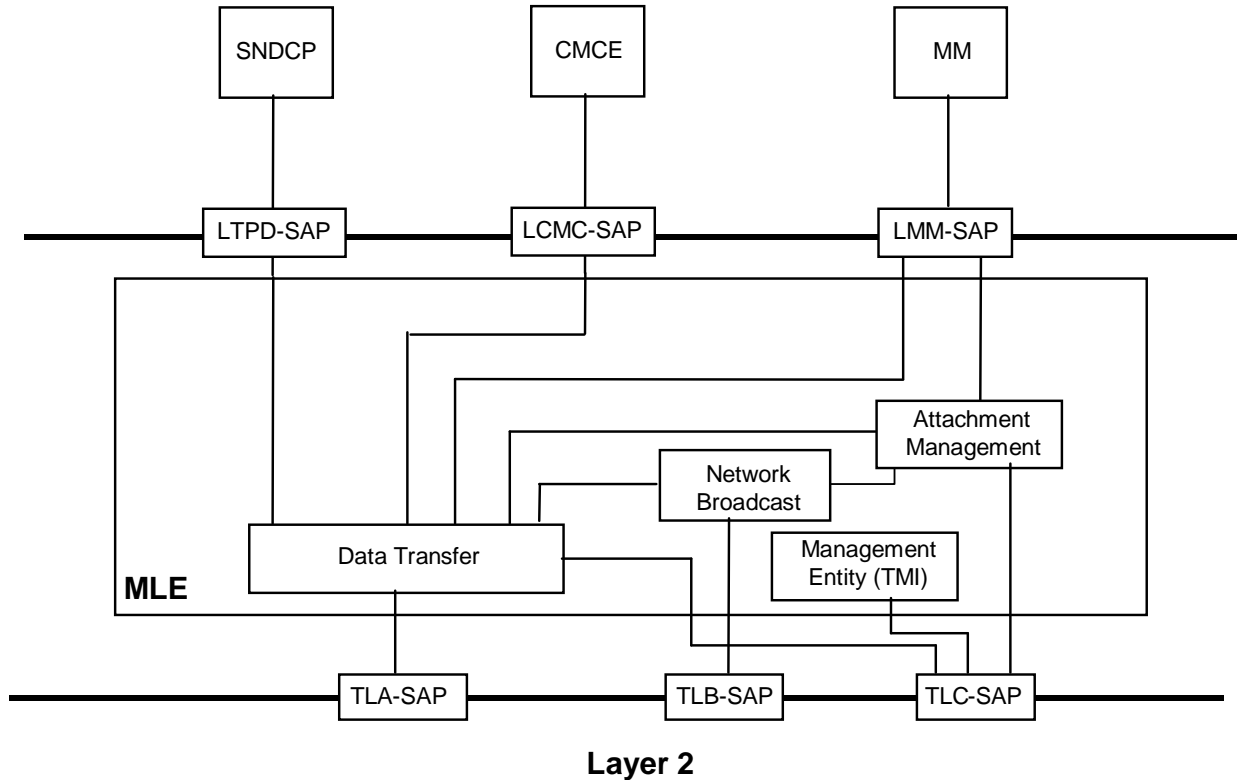 SNDCP
CMCE
MM
LTPD-SAP
LCMC-SAP
LMM-SAP
Attachment
Management
Network
Broadcast
Management
Entity (TMI)
Data Transfer
MLE
TLA-SAP
TLB-SAP
TLC-SAP
Layer 2